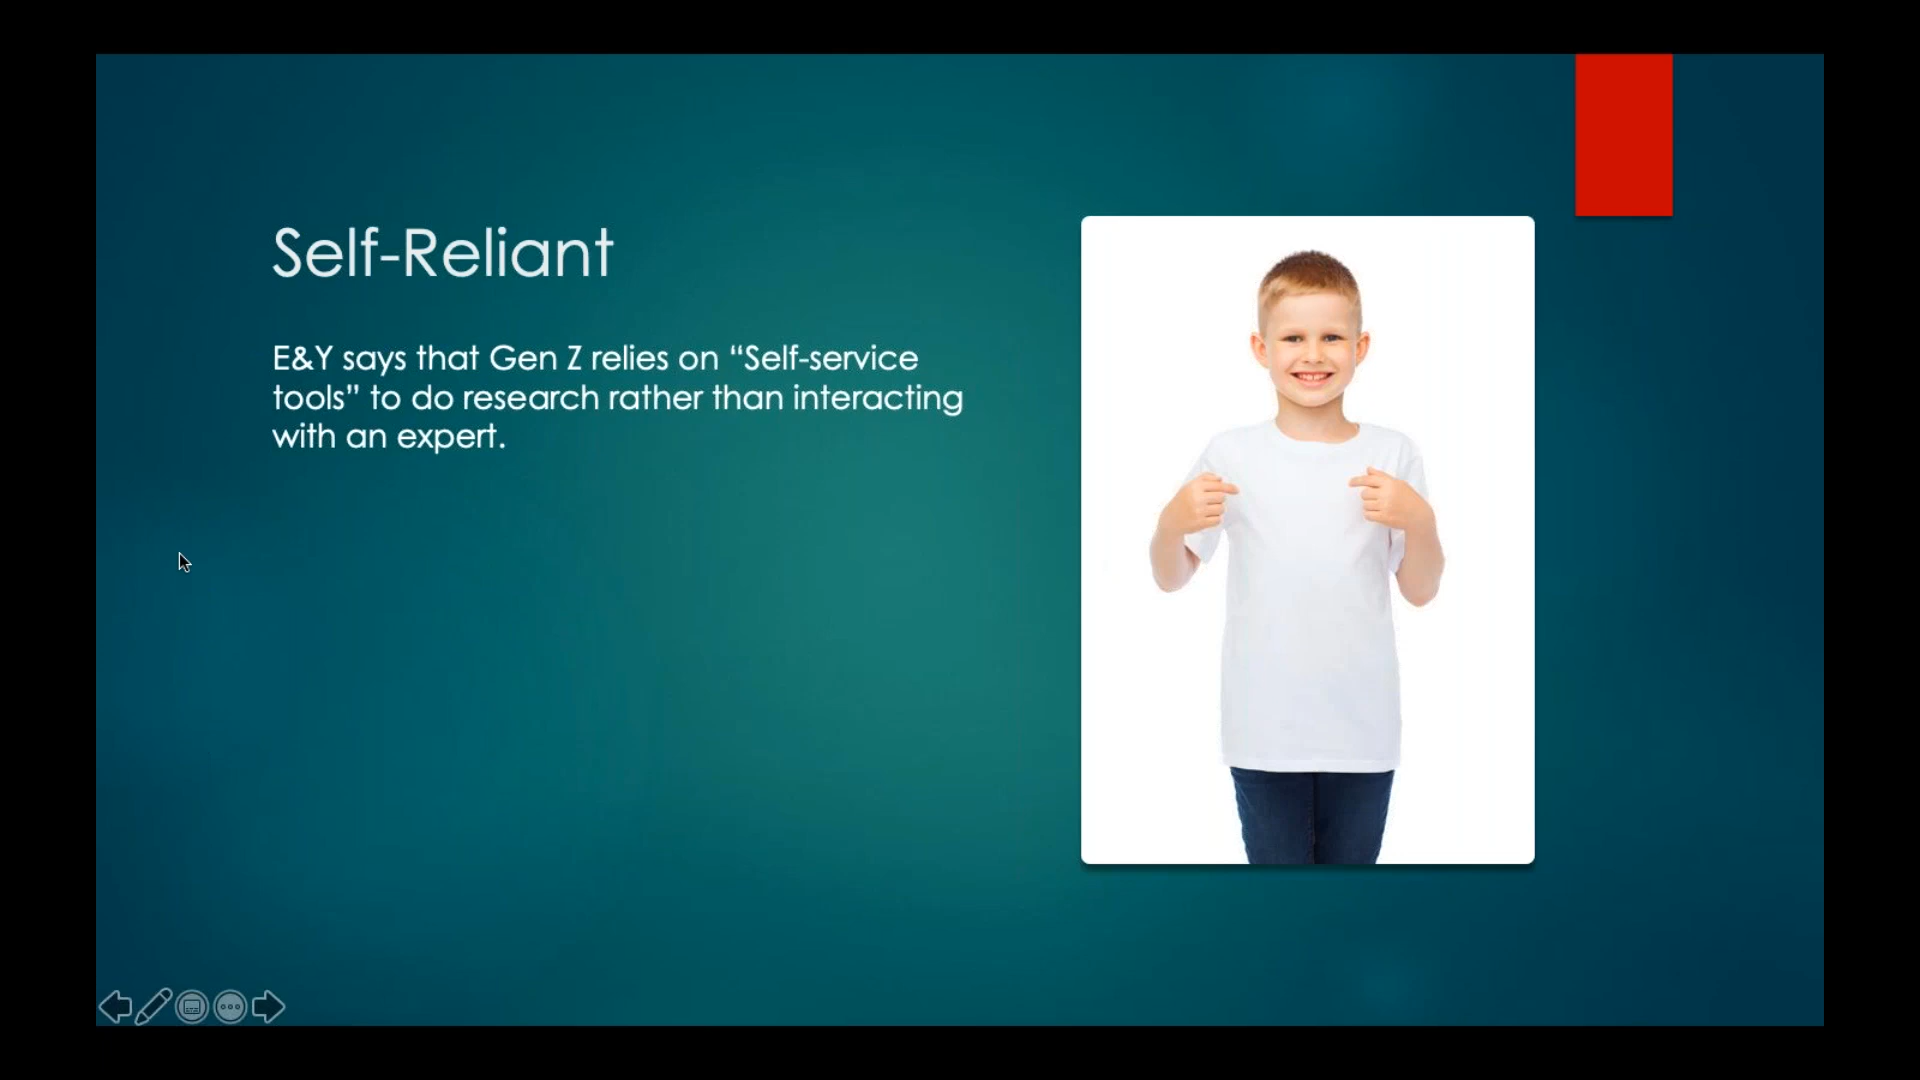 Self-Reliant
E&Y says that Gen Z relies on “Self-service
tools” to do research rather than interacting
with an expert.